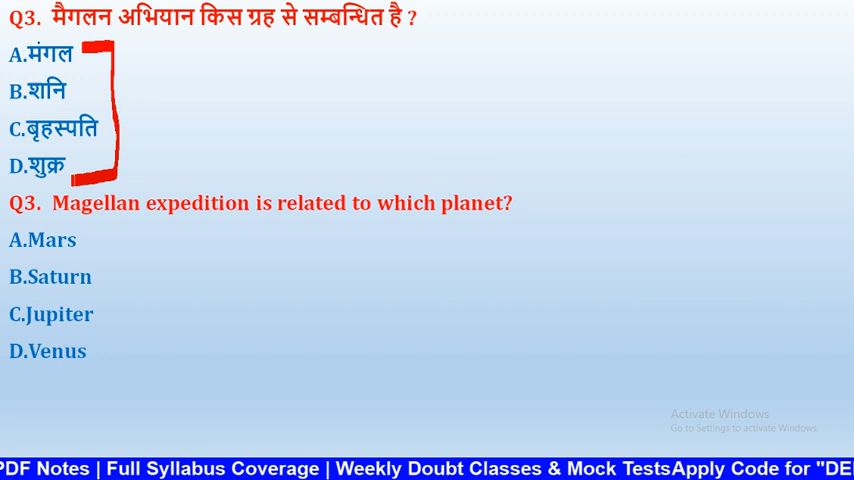 Q3. मैगलन अभियान किस ग्रह से सम्बन्धित है ?
A.मंगल
B.शनि
C.बृहस्पति
D.शुक्र
Q3. Magellan expedition is related to which planet?
A.Mars
B.Saturn
C.Jupiter
D.Venus
Activate Windows
Go to Settings to activate Windows.
PDF Notes | Full Syllabus Coverage | Weekly Doubt Classes & Mock TestsApply Code for "DE